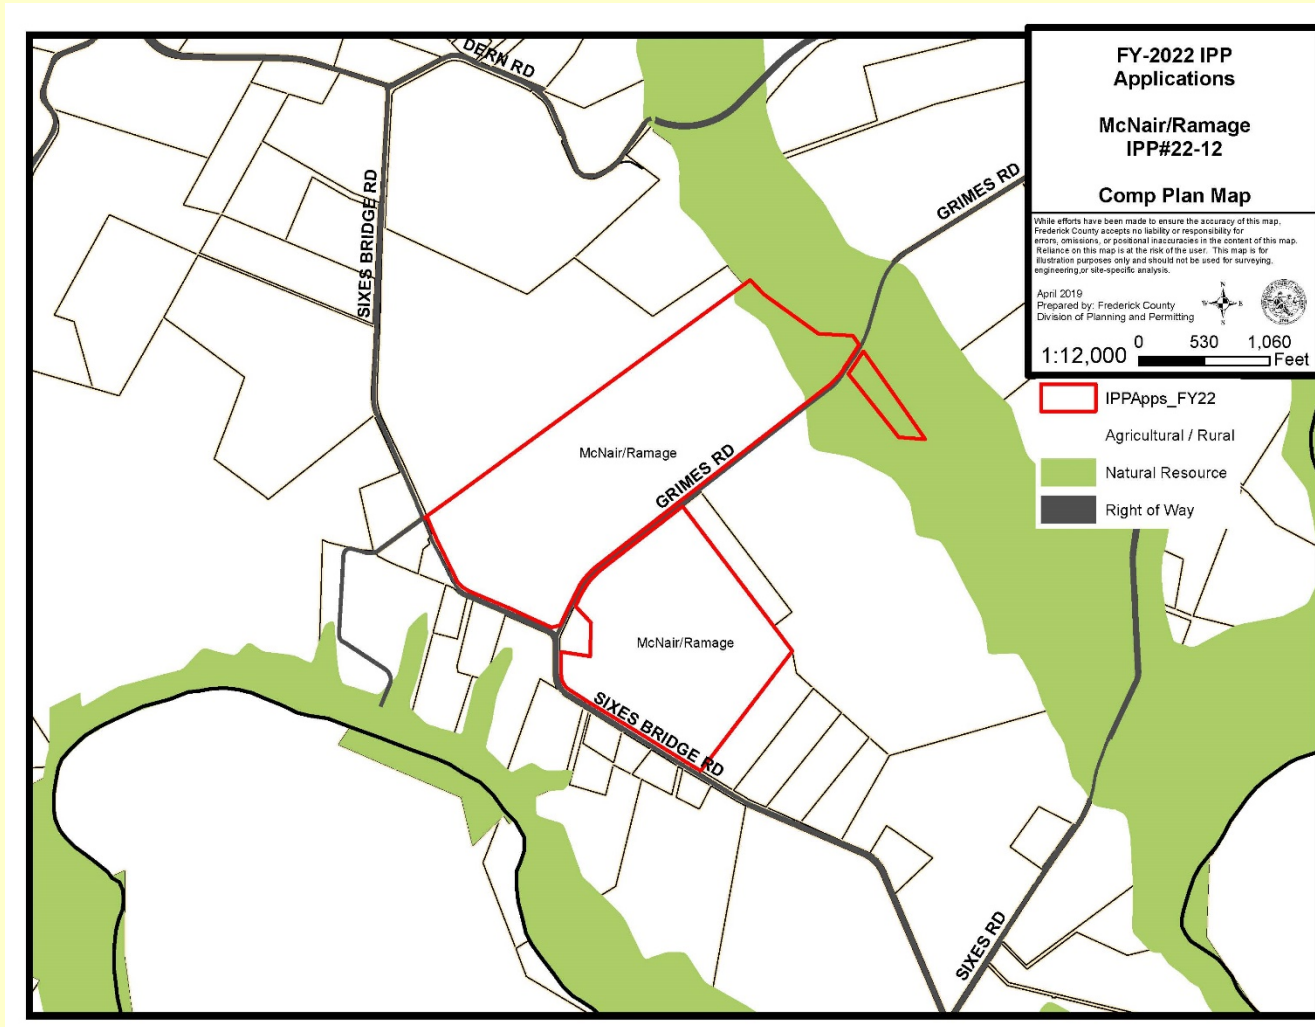 FY-2022 IPP
Applications
McNair/Ramage
IPP#22-12
Comp Plan Map
While efforts have been made to ensure the accuracy of this map,
Frederick County accepts no liability or responsibility for
errors, omissions, or positional inaccuracies in the content of this map.
Reliance on this map is at the risk of the user. This map is for
illustration purposes only and should not be used for surveying,
engineering,or site-specific analysis.
April 2019
Prepared by: Frederick County
Division of Planning and Permitting
N
W
E
1:12,000
0 530 1,060
Feet
IPPApps_FY22
Agricultural / Rural
Natural Resource
Right of Way
DERN RD
SIXES BRIDGE RD
GRIMES RD
McNair/Ramage
GRIMES RD
McNair/Ramage
SIXES BRIDGE RD
SIXES RD